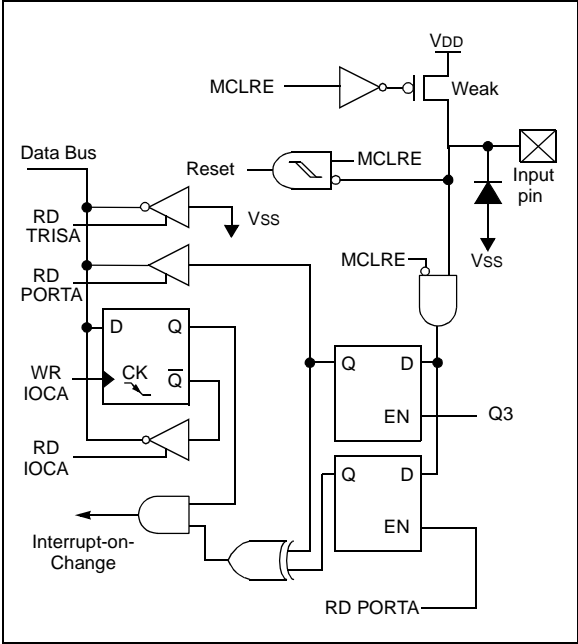 VDD
MCLRE
Weak
Data Bus
Reset
MCLRE
Input
pin
RD
TRISA
VSS
VSS
MCLRE
RD
PORTA
D
Q
Q
D
WR
IOCA
CK
Q
EN
Q3
RD
IOCA
Q
D
EN
Interrupt-on-
Change
RD PORTA